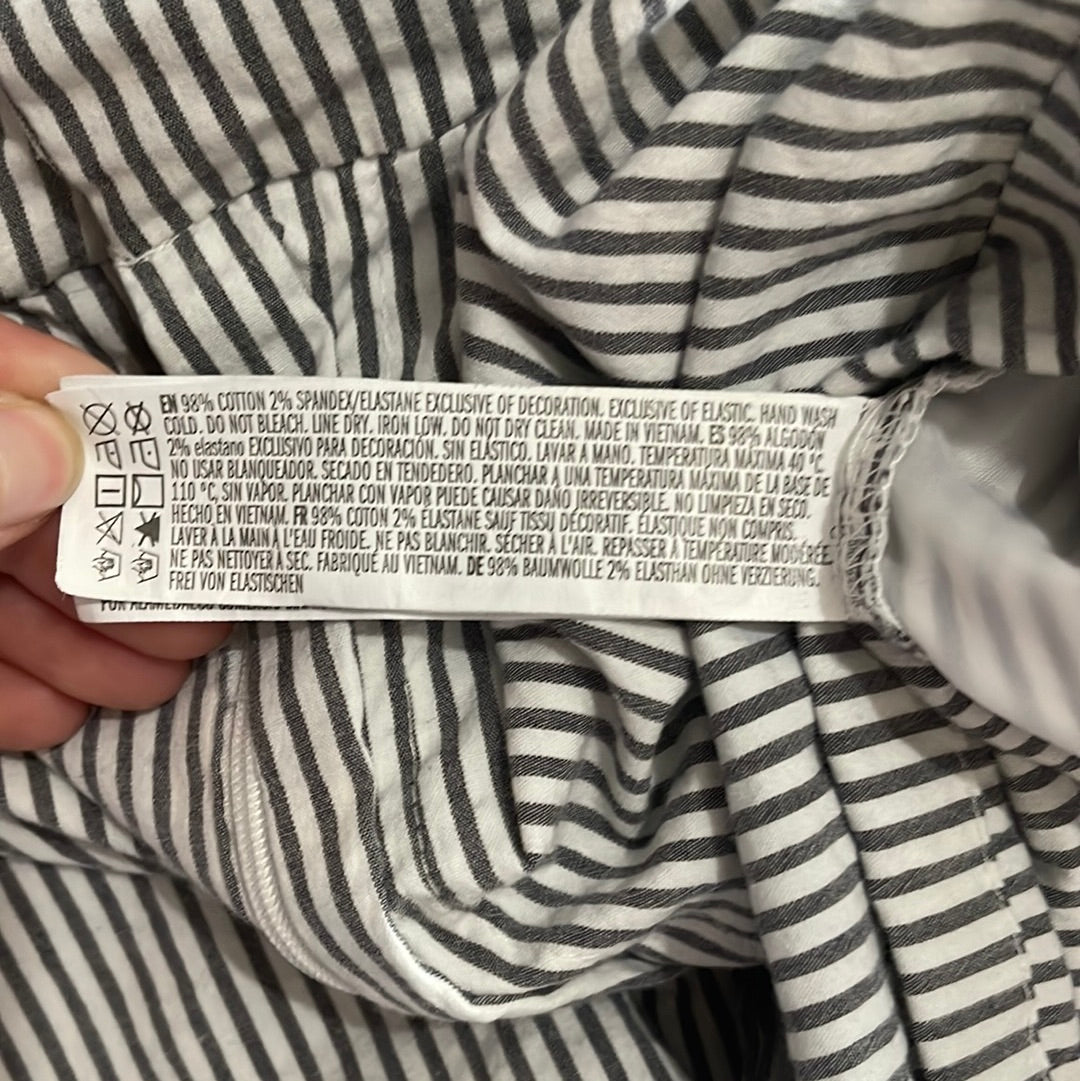 EN 98% COTTON 2% SPANDEX/ELASTANE EXCLUSIVE OF DECORATION. EXCLUSIVE OF ELASTIC. HAND WASH
COLD. DO NOT BLEACH. LINE DRY. IRON LOW. DO NOT DRY CLEAN. MADE IN VIETNAM. ES 98% ALGODÓN
2% elastano EXCLUSIVO PARA DECORACIÓN. SIN ELÁSTICO. LAVAR A MANO. TEMPERATURA MÁXIMA 40 °C.
NO USAR BLANQUEADOR. SECADO EN TENDEDERO. PLANCHAR A UNA TEMPERATURA MÁXIMA DE LA BASE DE
110 °C, SIN VAPOR. PLANCHAR CON VAPOR PUEDE CAUSAR DAÑO IRREVERSIBLE. NO LIMPIEZA EN SECO.
HECHO EN VIETNAM. FR 98% COTON 2% ELASTANE SAUF TISSU DÉCORATIF. ÉLASTIQUE NON COMPRIS.
LAVER À LA MAIN À L'EAU FROIDE. NE PAS BLANCHIR. SÉCHER À L'AIR. REPASSER À TEMPÉRATURE MODÉRÉE.
NE PAS NETTOYER À SEC. FABRIQUÉ AU VIETNAM. DE 98% BAUMWOLLE 2% ELASTHAN OHNE VERZIERUNG.
FREI VON ELASTISCHEN